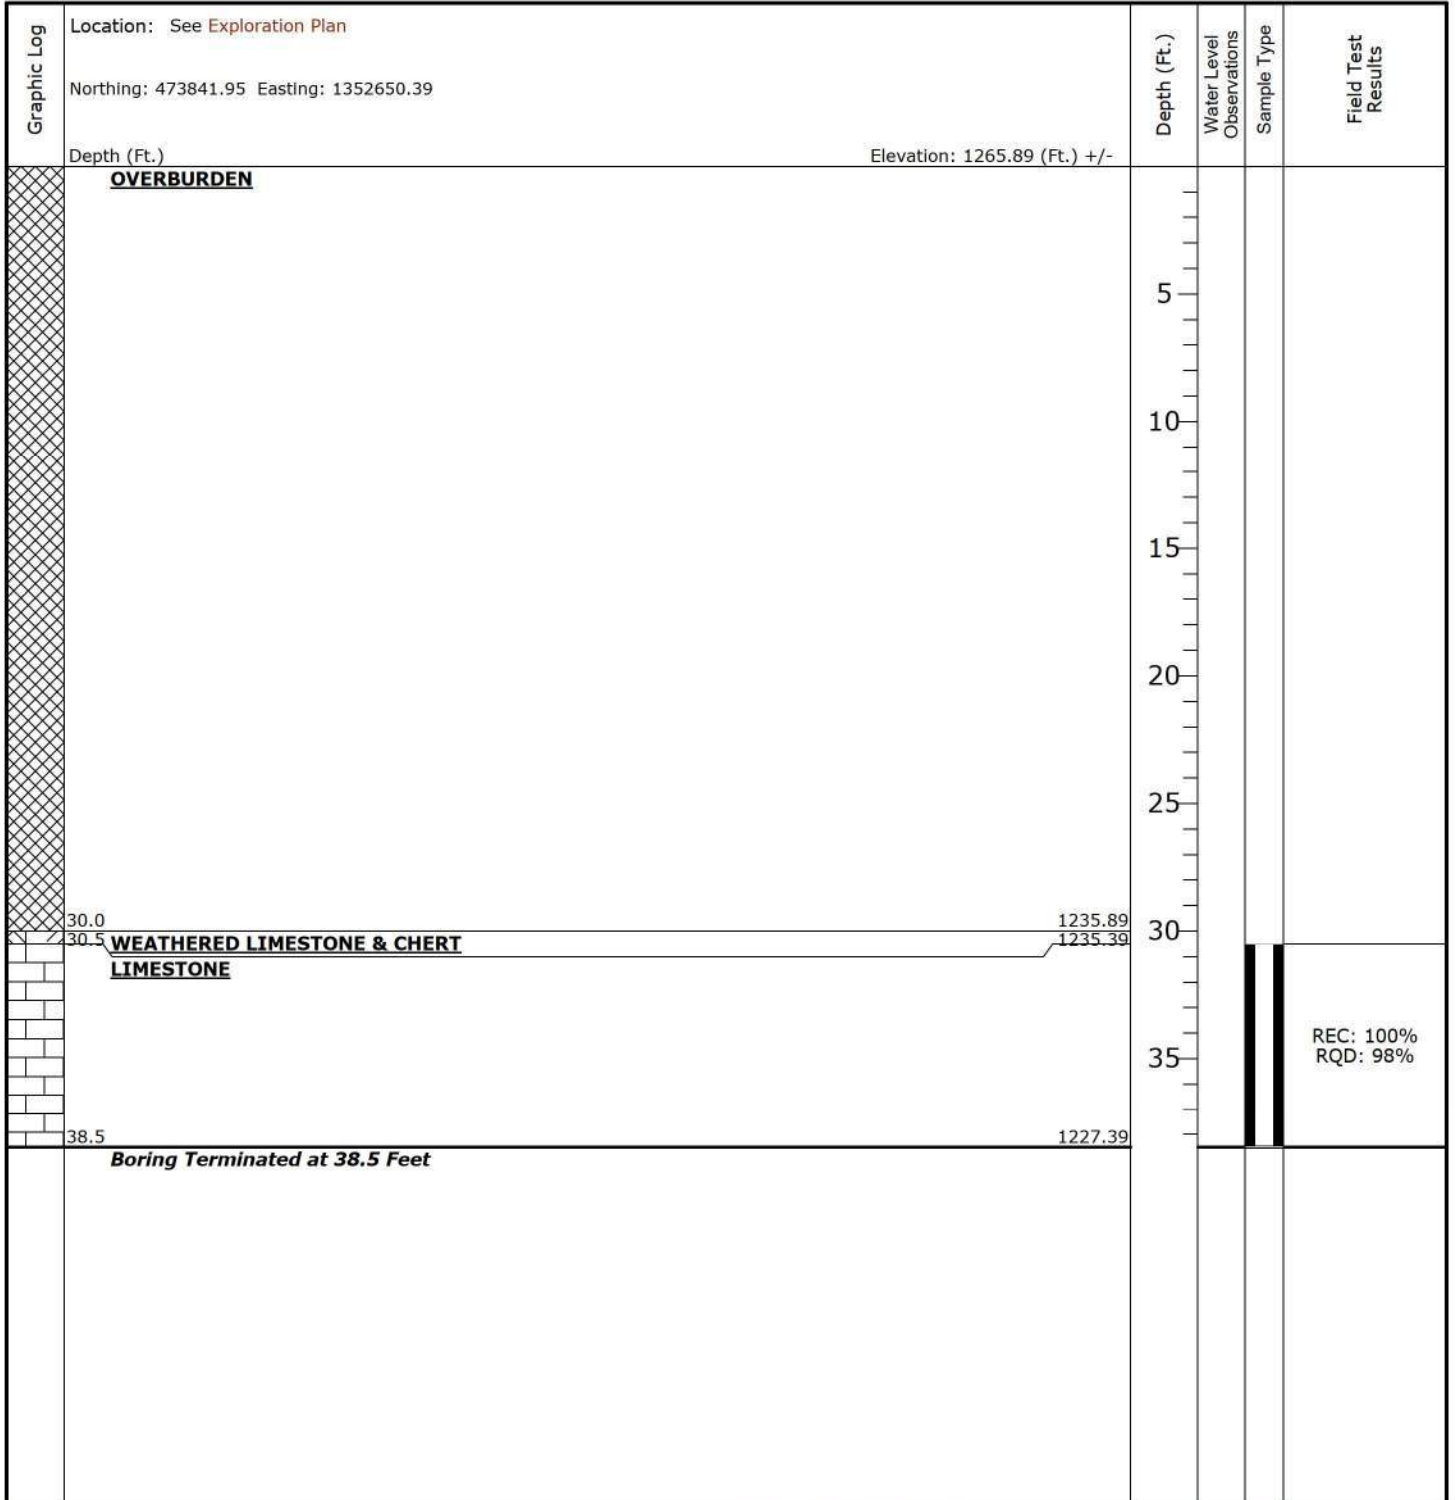 Graphic Log
Location: See Exploration Plan
Northing: 473841.95 Easting: 1352650.39
Depth (Ft.)
Elevation: 1265.89 (Ft.) +/-
Depth (Ft.)
Water Level
Observations
Sample Type
Field Test
Results
OVERBURDEN
5
10
15
20
25
30.0
1235.89
30
30.5
WEATHERED LIMESTONE & CHERT
1235.39
LIMESTONE
REC: 100%
RQD: 98%
35
38.5
1227.39
Boring Terminated at 38.5 Feet